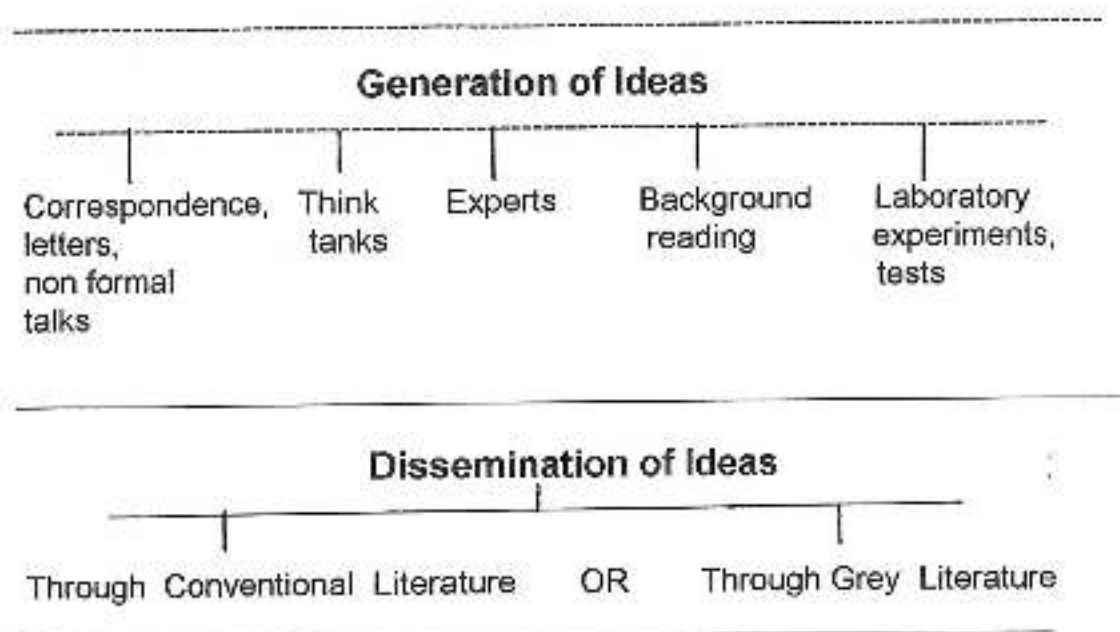 Generation of Ideas
Correspondence,
letters,
non formal
talks
Think
tanks
Experts
Background
reading
Laboratory
experiments,
tests
Dissemination of Ideas
Through Conventional Literature OR Through Grey Literature